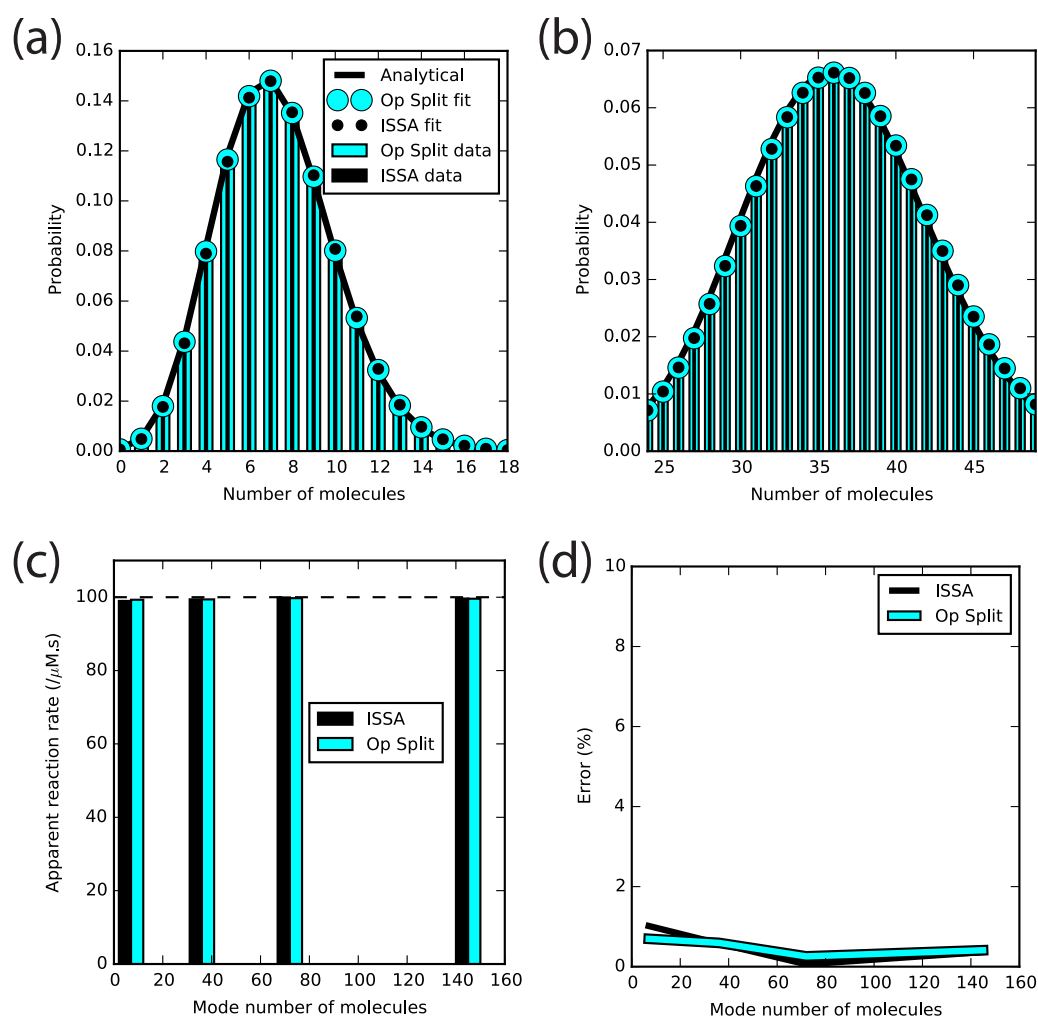 (a)
0.16
0.14
0.12
0.10
0.08
0.06
0.04
0.02
0.00
Probability
0 2 4 6 8 10 12 14 16 18
Number of molecules
Analytical
Op Split fit
ISSA fit
Op Split data
ISSA data
(b)
0.07
0.06
0.05
0.04
0.03
0.02
0.01
0.00
Probability
25 30 35 40 45
Number of molecules
(c)
100
80
60
40
20
0
Apparent reaction rate (/μM.s)
0 20 40 60 80 100 120 140 160
Mode number of molecules
ISSA
Op Split
(d)
10
8
6
4
2
0
Error (%)
0 20 40 60 80 100 120 140 160
Mode number of molecules
ISSA
Op Split